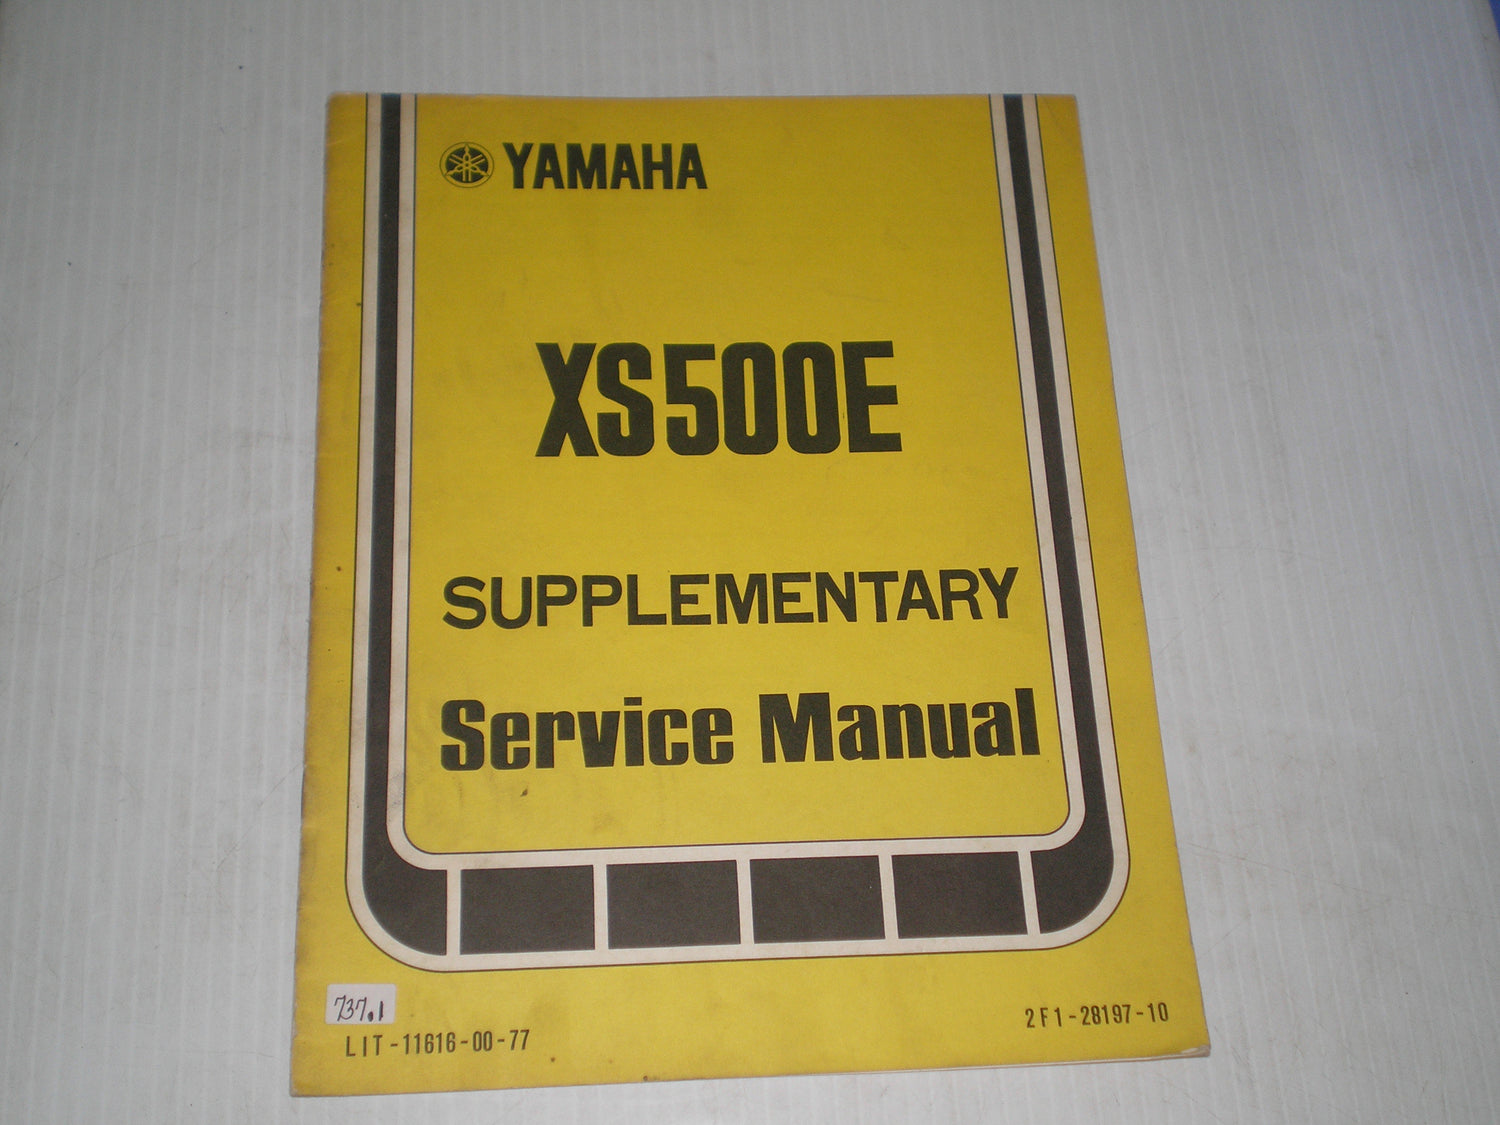 YAMAHA
XS500E
SUPPLEMENTARY
Service Manual
737.1
LIT-11616-00-77
2F1-28197-10